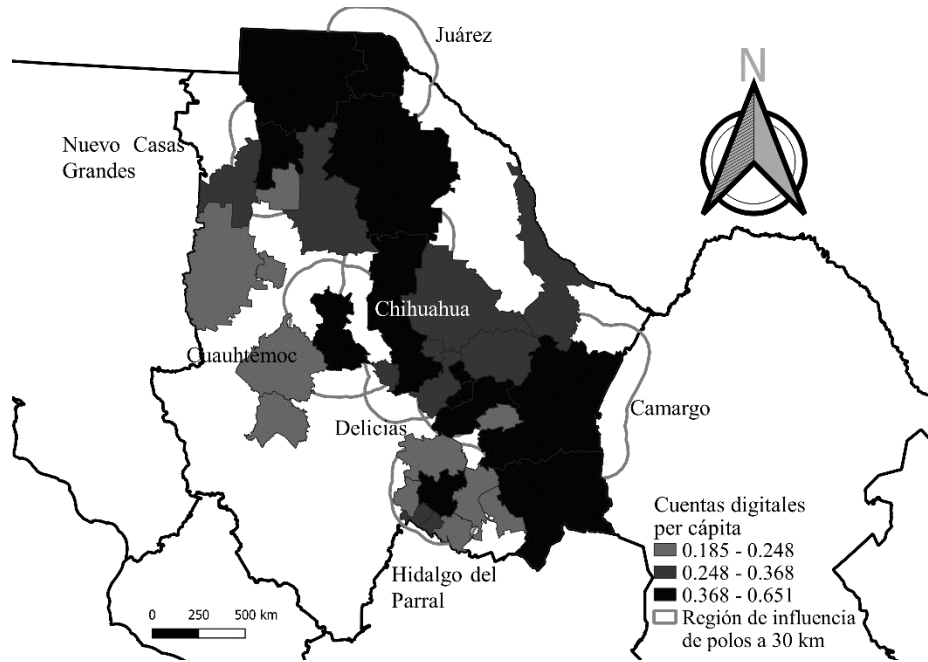 Juárez
N
Nuevo Casas
Grandes
Chihuahua
Cuauhtémoc
Camargo
Delicias
Hidalgo del
Parral
Cuentas digitales
per cápita
0.185 - 0.248
0.248 - 0.368
0.368 - 0.651
Región de influencia
de polos a 30 km
0 250 500 km